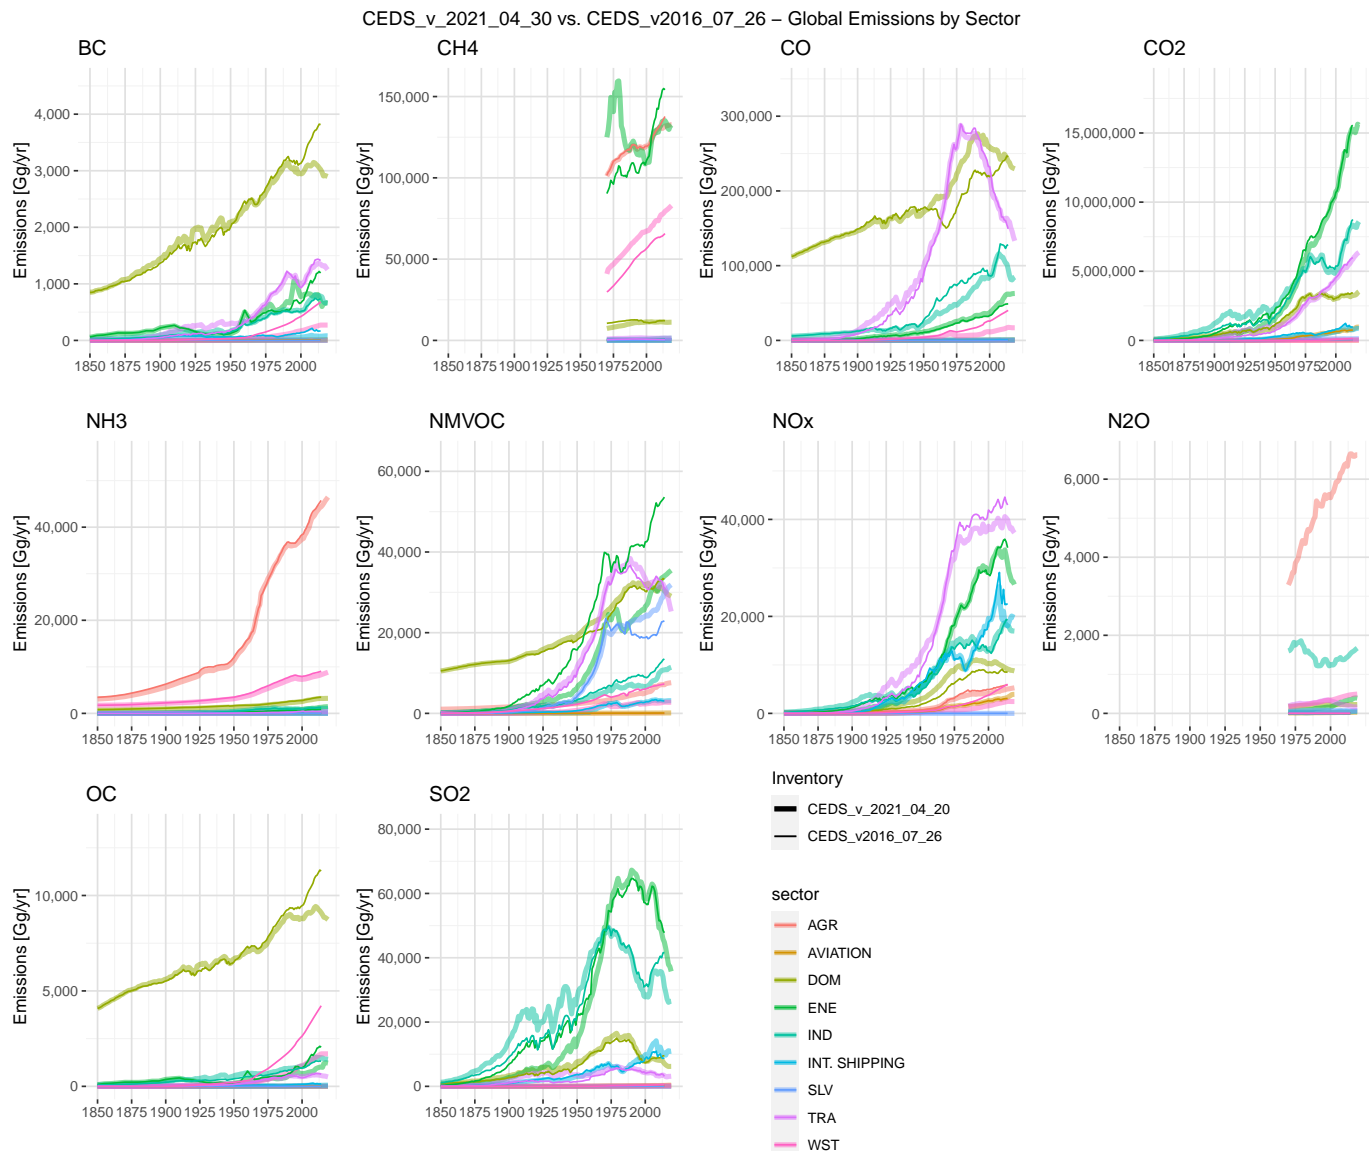 CEDS_v_2021_04_30 vs. CEDS_v2016_07_26 – Global Emissions by Sector
BC
CH4
CO
CO2
Emissions [Gg/yr]
4,000
3,000
2,000
1,000
0
1850 1875 1900 1925 1950 1975 2000
Emissions [Gg/yr]
150,000
100,000
50,000
0
1850 1875 1900 1925 1950 1975 2000
Emissions [Gg/yr]
300,000
200,000
100,000
0
1850 1875 1900 1925 1950 1975 2000
Emissions [Gg/yr]
15,000,000
10,000,000
5,000,000
0
1850 1875 1900 1925 1950 1975 2000
NH3
NMVOC
NOx
N2O
Emissions [Gg/yr]
40,000
20,000
0
1850 1875 1900 1925 1950 1975 2000
Emissions [Gg/yr]
60,000
40,000
20,000
0
1850 1875 1900 1925 1950 1975 2000
Emissions [Gg/yr]
40,000
20,000
0
1850 1875 1900 1925 1950 1975 2000
Emissions [Gg/yr]
6,000
4,000
2,000
0
1850 1875 1900 1925 1950 1975 2000
OC
SO2
Emissions [Gg/yr]
10,000
5,000
0
1850 1875 1900 1925 1950 1975 2000
Emissions [Gg/yr]
80,000
60,000
40,000
20,000
0
1850 1875 1900 1925 1950 1975 2000
Inventory
CEDS_v_2021_04_20
CEDS_v2016_07_26
sector
AGR
AVIATION
DOM
ENE
IND
INT. SHIPPING
SLV
TRA
WST